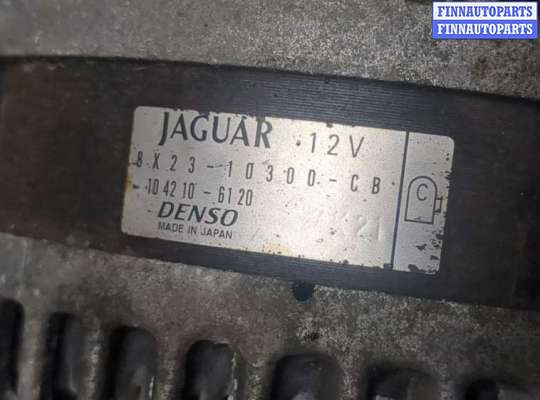 FINNAUTOPARTS
FINNAUTOPARTS
JAGUAR 12V
8X23-10300-CB
-104210-6120
DENSO
MADE IN JAPAN
C